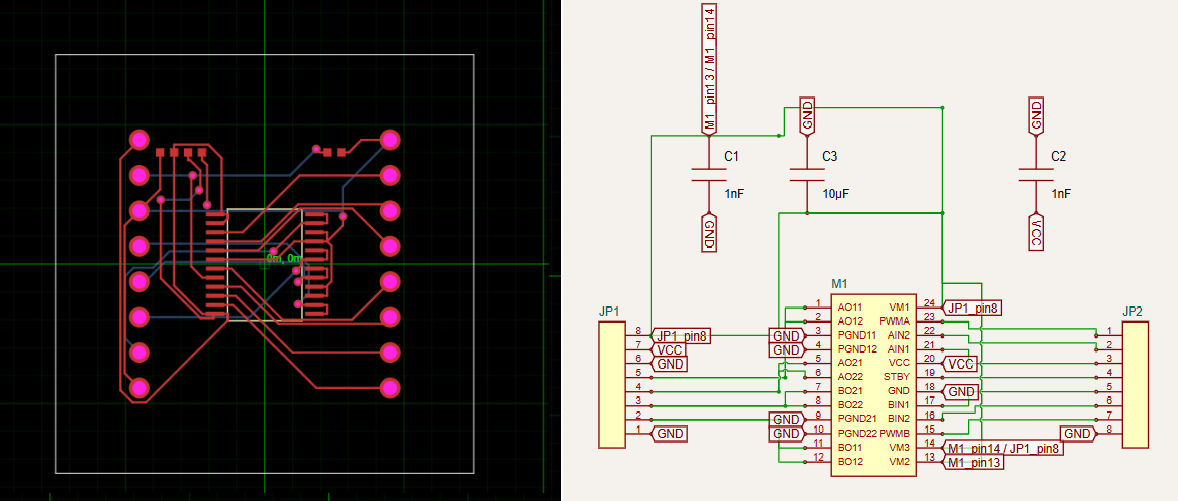 0m, 0m
M1_pin13 / M1_pin14
GND
GND
C1
1nF
GND
C3
10µF
C2
1nF
VCC
JP1
8
JP1_pin8
7
VCC
6
GND
5
4
3
2
1
GND
M1
GND
GND
GND
GND
1 AO11 VM1 24 JP1_pin8
2 AO12 PWMA 23
3 PGND11 AIN2 22
4 PGND12 AIN1 21
5 AO21 VCC 20 VCC
6 AO22 STBY 19
7 BO21 GND 18 GND
8 BO22 BIN1 17
9 PGND21 BIN2 16
10 PGND22 PWMB 15
11 BO11 VM3 14 M1_pin14 / JP1_pin8
12 BO12 VM2 13 M1_pin13
JP2
1
2
3
4
5
6
7
GND 8